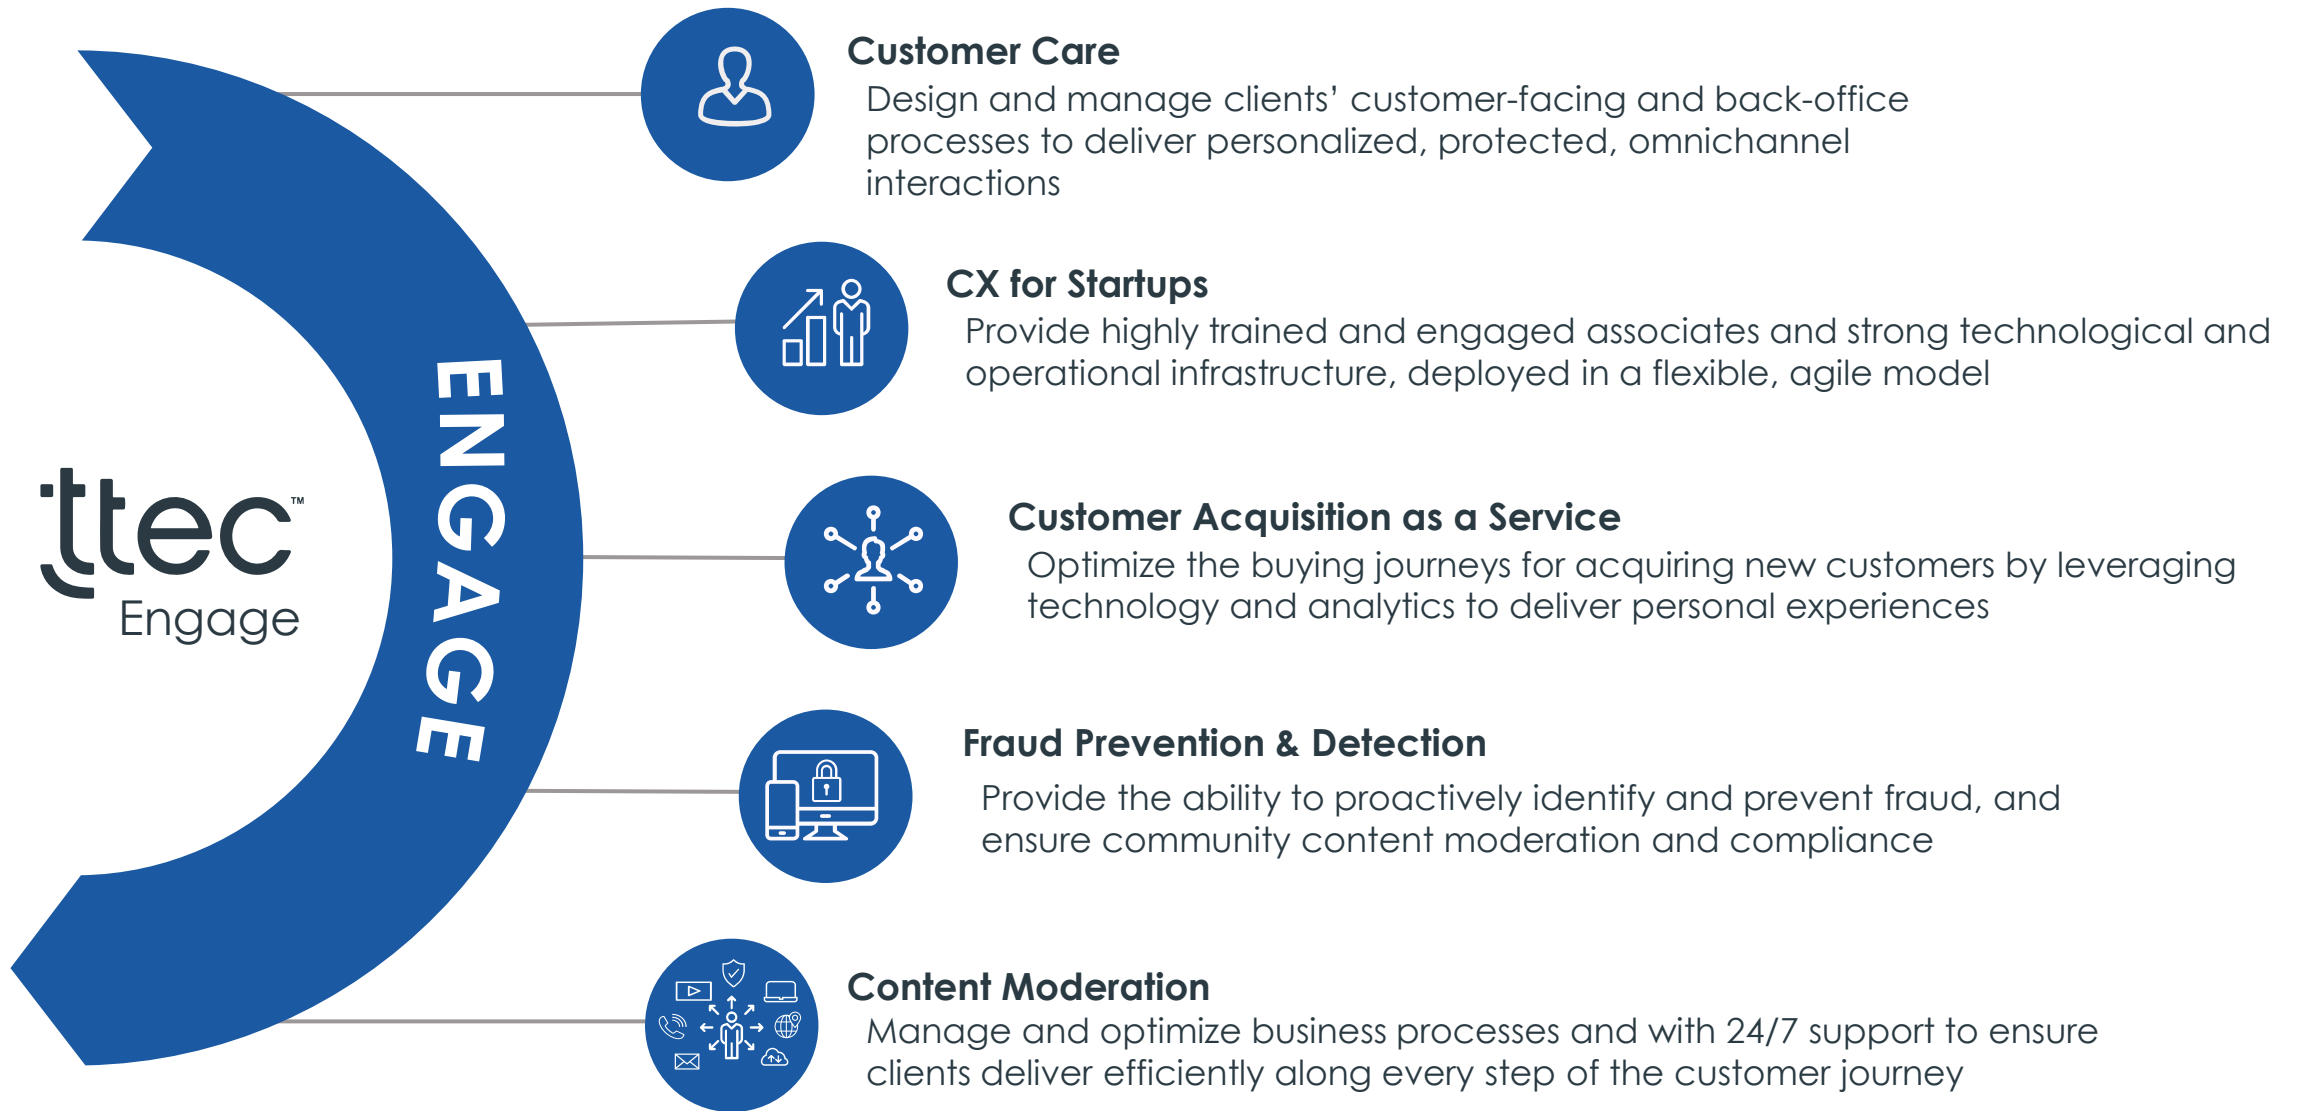 Customer Care
Design and manage clients’ customer-facing and back-office
processes to deliver personalized, protected, omnichannel
interactions
CX for Startups
Provide highly trained and engaged associates and strong technological and
operational infrastructure, deployed in a flexible, agile model
ENGAGE
ttec™
Engage
Customer Acquisition as a Service
Optimize the buying journeys for acquiring new customers by leveraging
technology and analytics to deliver personal experiences
Fraud Prevention & Detection
Provide the ability to proactively identify and prevent fraud, and
ensure community content moderation and compliance
Content Moderation
Manage and optimize business processes and with 24/7 support to ensure
clients deliver efficiently along every step of the customer journey